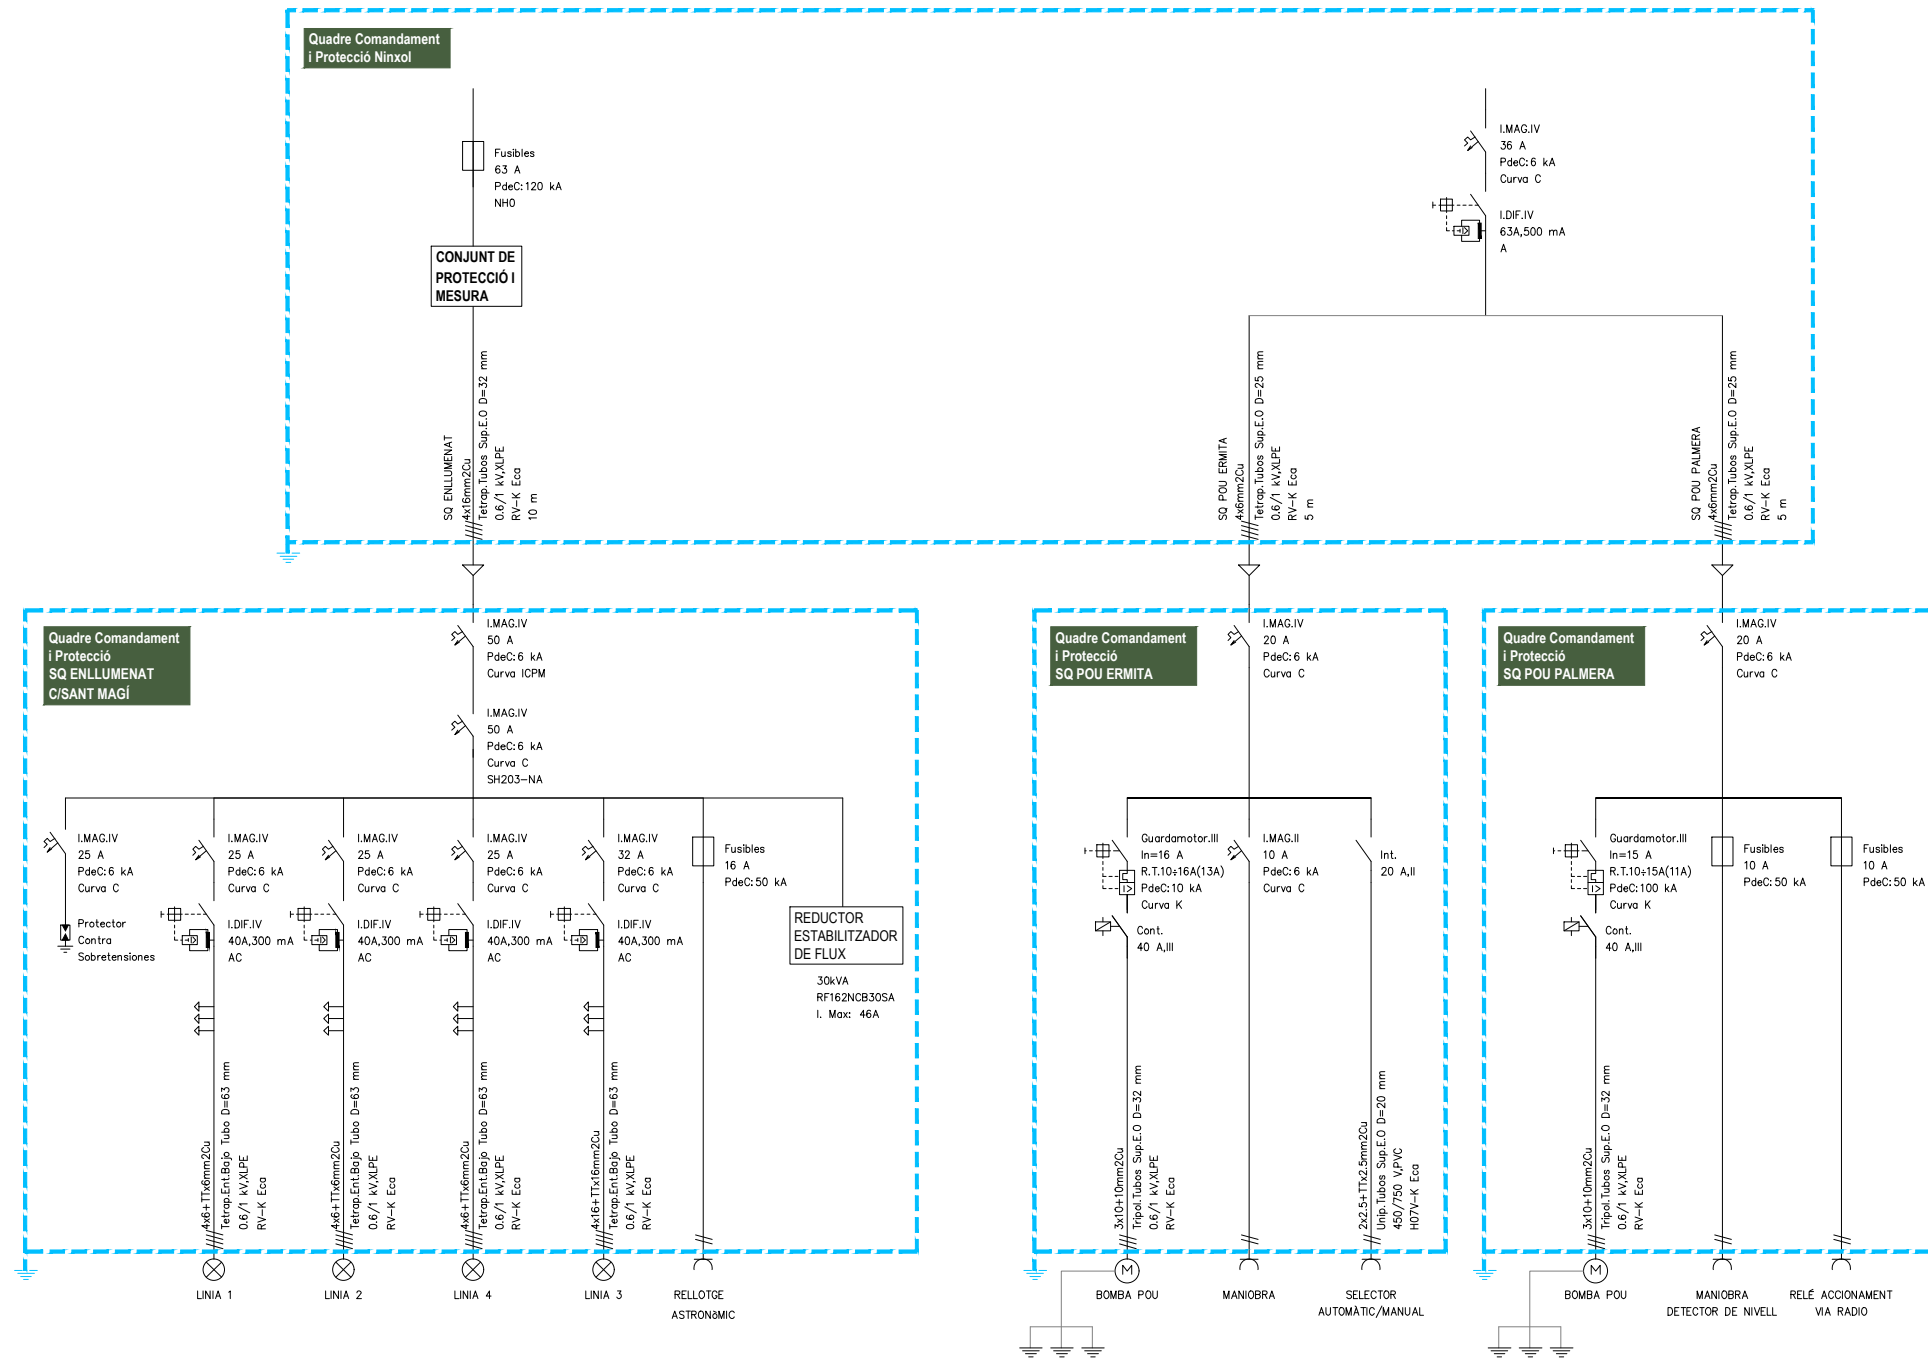 Quadre Comandament
i Protecció Ninxol
Fusibles
63 A
PdeC:120 kA
NH0
CONJUNT DE
PROTECCIÓ I
MESURA
I.MAG.IV
36 A
PdeC:6 kA
Curva C
I.DIF.IV
63A,500 mA
A
SQ ENLLUMENAT
4x16mm2Cu
Tetrap.Tubos Sup.E.O D=32 mm
0.6/1 kV,XLPE
RV-K Eca
10 m
SQ POU ERMITA
4x6mm2Cu
Tetrap.Tubos Sup.E.O D=25 mm
0.6/1 kV,XLPE
RV-K Eca
5 m
SQ POU PALMERA
4x6mm2Cu
Tetrap.Tubos Sup.E.O D=25 mm
0.6/1 kV,XLPE
RV-K Eca
5 m
Quadre Comandament
i Protecció
SQ ENLLUMENAT
C/SANT MAGÍ
I.MAG.IV
50 A
PdeC:6 kA
Curva ICPM
I.MAG.IV
50 A
PdeC:6 kA
Curva C
SH203-NA
I.MAG.IV
25 A
PdeC:6 kA
Curva C
Protector
Contra
Sobretensiones
I.MAG.IV
25 A
PdeC:6 kA
Curva C
I.DIF.IV
40A,300 mA
AC
I.MAG.IV
25 A
PdeC:6 kA
Curva C
I.DIF.IV
40A,300 mA
AC
I.MAG.IV
25 A
PdeC:6 kA
Curva C
I.DIF.IV
40A,300 mA
AC
I.MAG.IV
32 A
PdeC:6 kA
Curva C
I.DIF.IV
40A,300 mA
AC
Fusibles
16 A
PdeC:50 kA
REDUCTOR
ESTABILITZADOR
DE FLUX
30kVA
RF162NCB30SA
I. Max: 46A
4x6+TTx6mm2Cu
Tetrap.Ent.Bajo Tubo D=63 mm
0.6/1 kV,XLPE
RV-K Eca
4x6+TTx6mm2Cu
Tetrap.Ent.Bajo Tubo D=63 mm
0.6/1 kV,XLPE
RV-K Eca
4x6+TTx6mm2Cu
Tetrap.Ent.Bajo Tubo D=63 mm
0.6/1 kV,XLPE
RV-K Eca
4x16+TTx16mm2Cu
Tetrap.Ent.Bajo Tubo D=63 mm
0.6/1 kV,XLPE
RV-K Eca
LINIA 1
LINIA 2
LINIA 4
LINIA 3
RELLOTGE
ASTRONòMIC
Quadre Comandament
i Protecció
SQ POU ERMITA
I.MAG.IV
20 A
PdeC:6 kA
Curva C
Guardamotor.III
In=16 A
R.T.10÷16A(13A)
PdeC:10 kA
Curva K
Cont.
40 A,III
I.MAG.II
10 A
PdeC:6 kA
Curva C
Int.
20 A,II
3x10+10mm2Cu
Tripol.Tubos Sup.E.O D=32 mm
0.6/1 kV,XLPE
RV-K Eca
2x2.5+TTx2.5mm2Cu
Unip.Tubos Sup.E.O D=20 mm
450/750 V,PVC
H07V-K Eca
M
BOMBA POU
MANIOBRA
SELECTOR
AUTOMÀTIC/MANUAL
Quadre Comandament
i Protecció
SQ POU PALMERA
I.MAG.IV
20 A
PdeC:6 kA
Curva C
Guardamotor.III
In=15 A
R.T.10÷15A(11A)
PdeC:100 kA
Curva K
Cont.
40 A,III
Fusibles
10 A
PdeC:50 kA
Fusibles
10 A
PdeC:50 kA
3x10+10mm2Cu
Tripol.Tubos Sup.E.O D=32 mm
0.6/1 kV,XLPE
RV-K Eca
M
BOMBA POU
MANIOBRA
DETECTOR DE NIVELL
RELÉ ACCIONAMENT
VIA RADIO